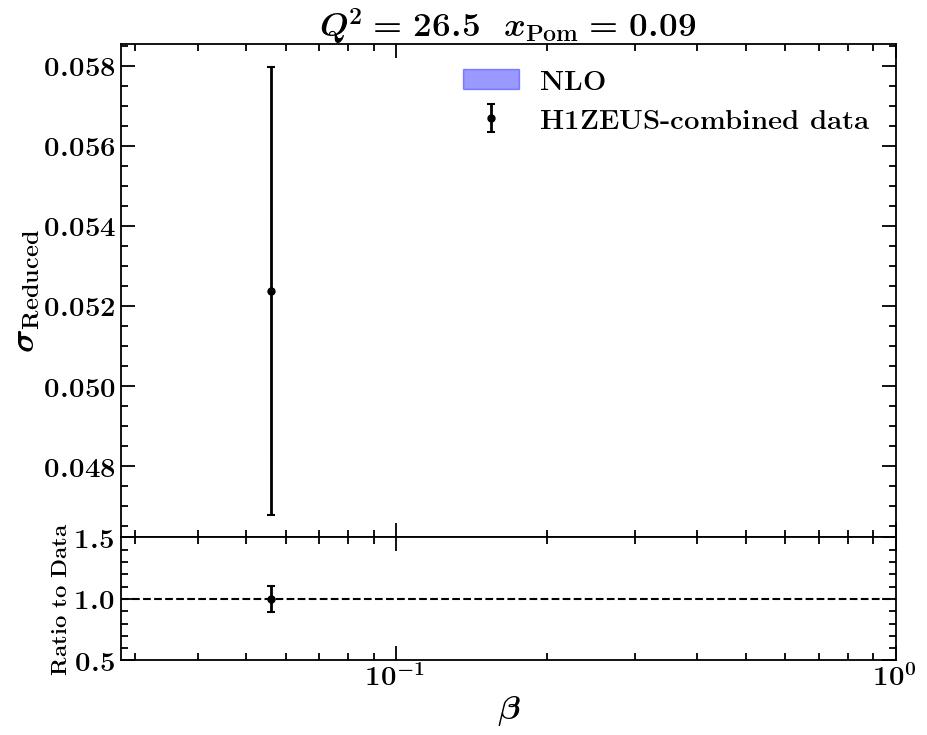 Q² = 26.5 x_Pom = 0.09
NLO
H1ZEUS-combined data
σ_Reduced
0.058
0.056
0.054
0.052
0.050
0.048
Ratio to Data
1.5
1.0
0.5
10⁻¹
10⁰
β